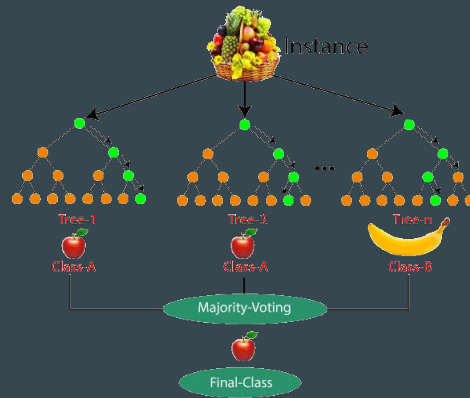 Instance
...
Tree-1
Tree-2
Tree-n
Class-A
Class-A
Class-B
Majority-Voting
Final-Class